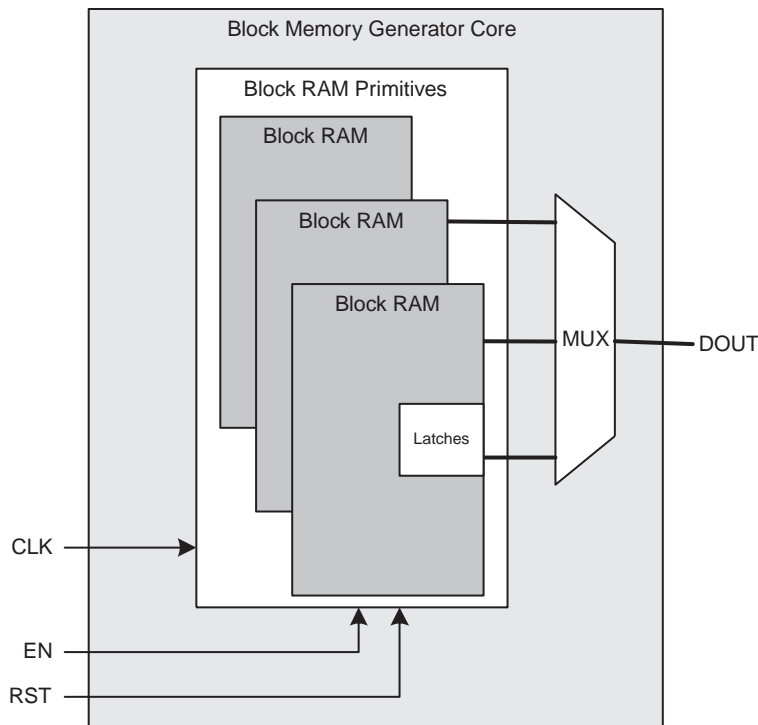 Block Memory Generator Core
Block RAM Primitives
Block RAM
Block RAM
Block RAM
MUX
DOUT
Latches
CLK
EN
RST